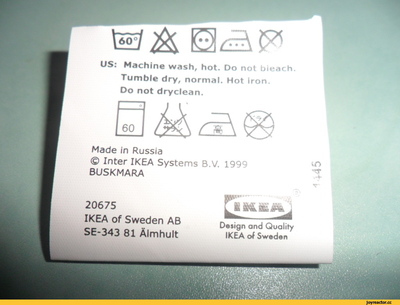 60°
US: Machine wash, hot. Do not bleach.
Tumble dry, normal. Hot iron.
Do not dryclean.
60
Made in Russia
© Inter IKEA Systems B.V. 1999
BUSKMARA
1445
20675
IKEA of Sweden AB
SE-343 81 Älmhult
IKEA
Design and Quality
IKEA of Sweden
joyreactor.cc